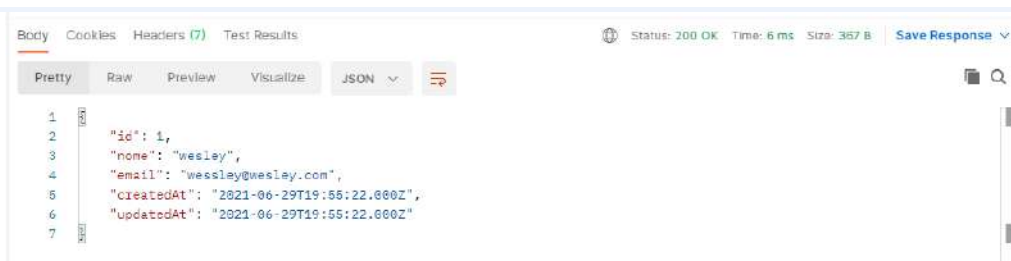 Body Cookies Headers (7) Test Results Status: 200 OK Time: 6 ms Size: 367 B Save Response
Pretty Raw Preview Visualize JSON
1 {
2 "id": 1,
3 "nome": "wesley",
4 "email": "wessley@wesley.com",
5 "createdAt": "2021-06-29T19:55:22.000Z",
6 "updatedAt": "2021-06-29T19:55:22.000Z"
7 }